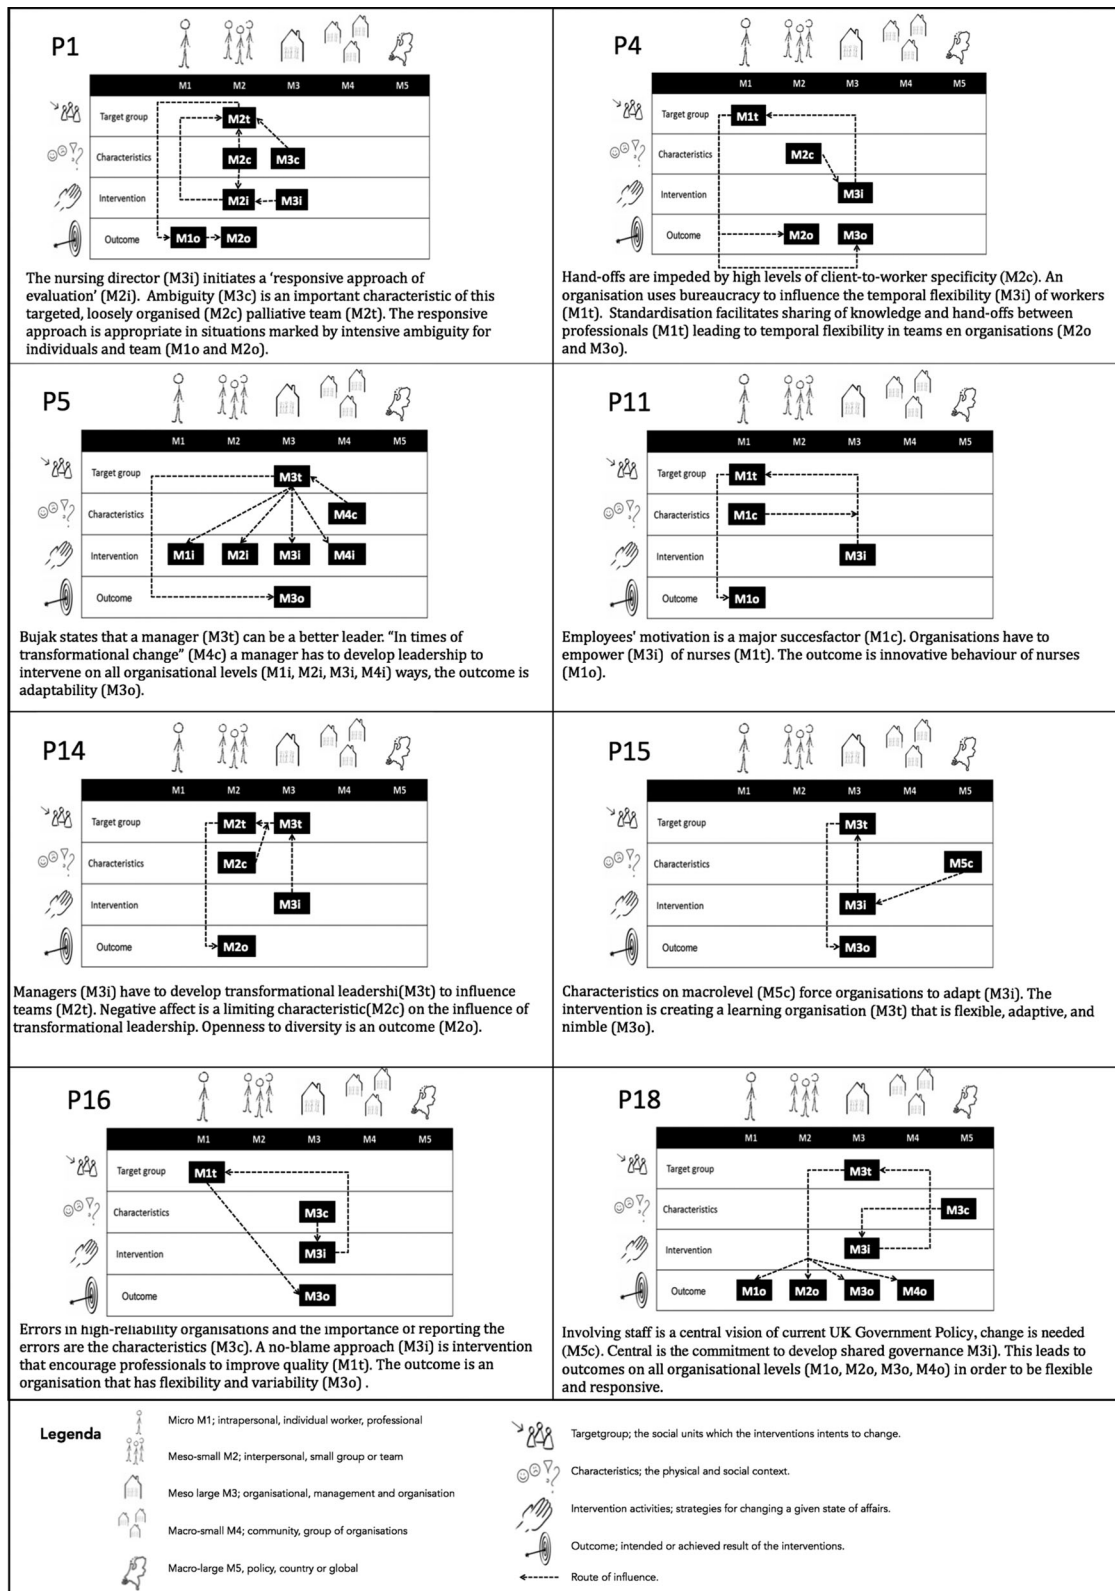 P1
M1 M2 M3 M4 M5
Target group M2t
Characteristics M2c M3c
Intervention M2i M3i
Outcome M1o M2o
The nursing director (M3i) initiates a ‘responsive approach of
evaluation’ (M2i).  Ambiguity (M3c) is an important characteristic of this
targeted, loosely organised (M2c) palliative team (M2t). The responsive
approach is appropriate in situations marked by intensive ambiguity for
individuals and team (M1o and M2o).
P4
M1 M2 M3 M4 M5
Target group M1t
Characteristics M2c
Intervention M3i
Outcome M2o M3o
Hand-offs are impeded by high levels of client-to-worker specificity (M2c). An
organisation uses bureaucracy to influence the temporal flexibility (M3i) of workers
(M1t).  Standardisation facilitates sharing of knowledge and hand-offs between
professionals (M1t) leading to temporal flexibility in teams en organisations (M2o
and M3o).
P5
M1 M2 M3 M4 M5
Target group M3t
Characteristics M4c
Intervention M1i M2i M3i M4i
Outcome M3o
Bujak states that a manager (M3t) can be a better leader. “In times of
transformational change” (M4c) a manager has to develop leadership to
intervene on all organisational levels (M1i, M2i, M3i, M4i) ways, the outcome is
adaptability (M3o).
P11
M1 M2 M3 M4 M5
Target group M1t
Characteristics M1c
Intervention M3i
Outcome M1o
Employees' motivation is a major succesfactor (M1c). Organisations have to
empower (M3i)  of nurses (M1t). The outcome is innovative behaviour of nurses
(M1o).
P14
M1 M2 M3 M4 M5
Target group M2t M3t
Characteristics M2c
Intervention M3i
Outcome M2o
Managers (M3i) have to develop transformational leadershi(M3t) to influence
teams (M2t). Negative affect is a limiting characteristic(M2c) on the influence of
transformational leadership. Openness to diversity is an outcome (M2o).
P15
M1 M2 M3 M4 M5
Target group M3t
Characteristics M5c
Intervention M3i
Outcome M3o
Characteristics on macrolevel (M5c) force organisations to adapt (M3i). The
intervention is creating a learning organisation (M3t) that is flexible, adaptive, and
nimble (M3o).
P16
M1 M2 M3 M4 M5
Target group M1t
Characteristics M3c
Intervention M3i
Outcome M3o
Errors in high-reliability organisations and the importance of reporting the
errors are the characteristics (M3c). A no-blame approach (M3i) is intervention
that encourage professionals to improve quality (M1t). The outcome is an
organisation that has flexibility and variability (M3o) .
P18
M1 M2 M3 M4 M5
Target group M3t
Characteristics M3c
Intervention M3i
Outcome M1o M2o M3o M4o
Involving staff is a central vision of current UK Government Policy, change is needed
(M5c). Central is the commitment to develop shared governance M3i). This leads to
outcomes on all organisational levels (M1o, M2o, M3o, M4o) in order to be flexible
and responsive.
Legenda
Micro M1; intrapersonal, individual worker, professional
Meso-small M2; interpersonal, small group or team
Meso large M3; organisational, management and organisation
Macro-small M4; community, group of organisations
Macro-large M5, policy, country or global
Targetgroup; the social units which the interventions intents to change.
Characteristics; the physical and social context.
Intervention activities; strategies for changing a given state of affairs.
Outcome; intended or achieved result of the interventions.
Route of influence.